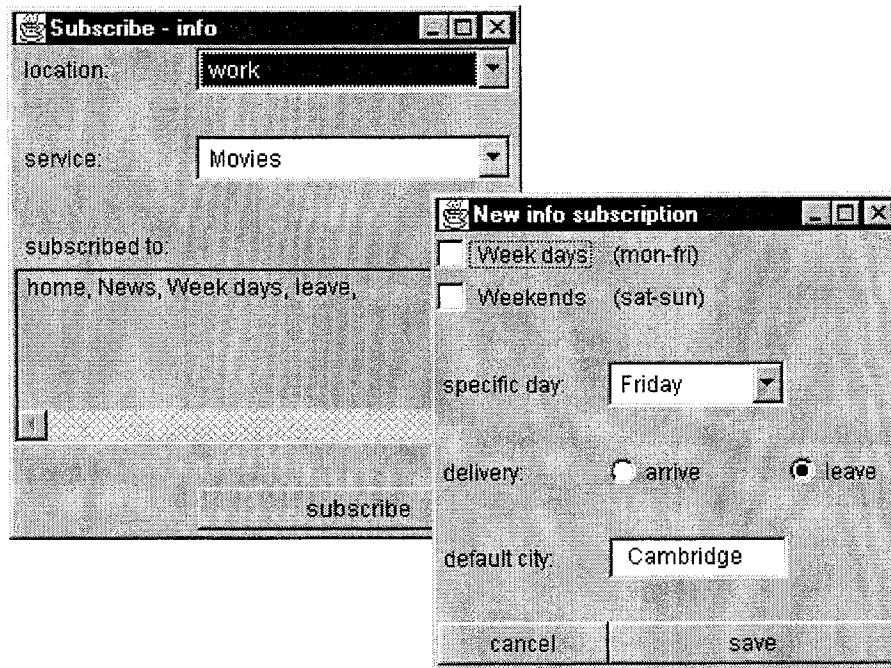 Subscribe - info
location: work
service: Movies
subscribed to:
home, News, Week days, leave,
subscribe
New info subscription
Week days (mon-fri)
Weekends (sat-sun)
specific day: Friday
delivery: arrive leave
default city: Cambridge
cancel save